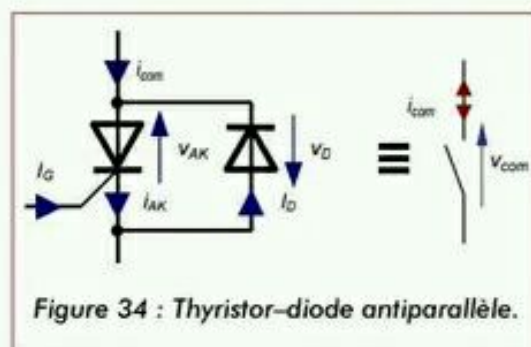 i_com
i_com
I_G
v_AK
v_D
v_com
i_AK
I_D
Figure 34 : Thyristor–diode antiparallèle.